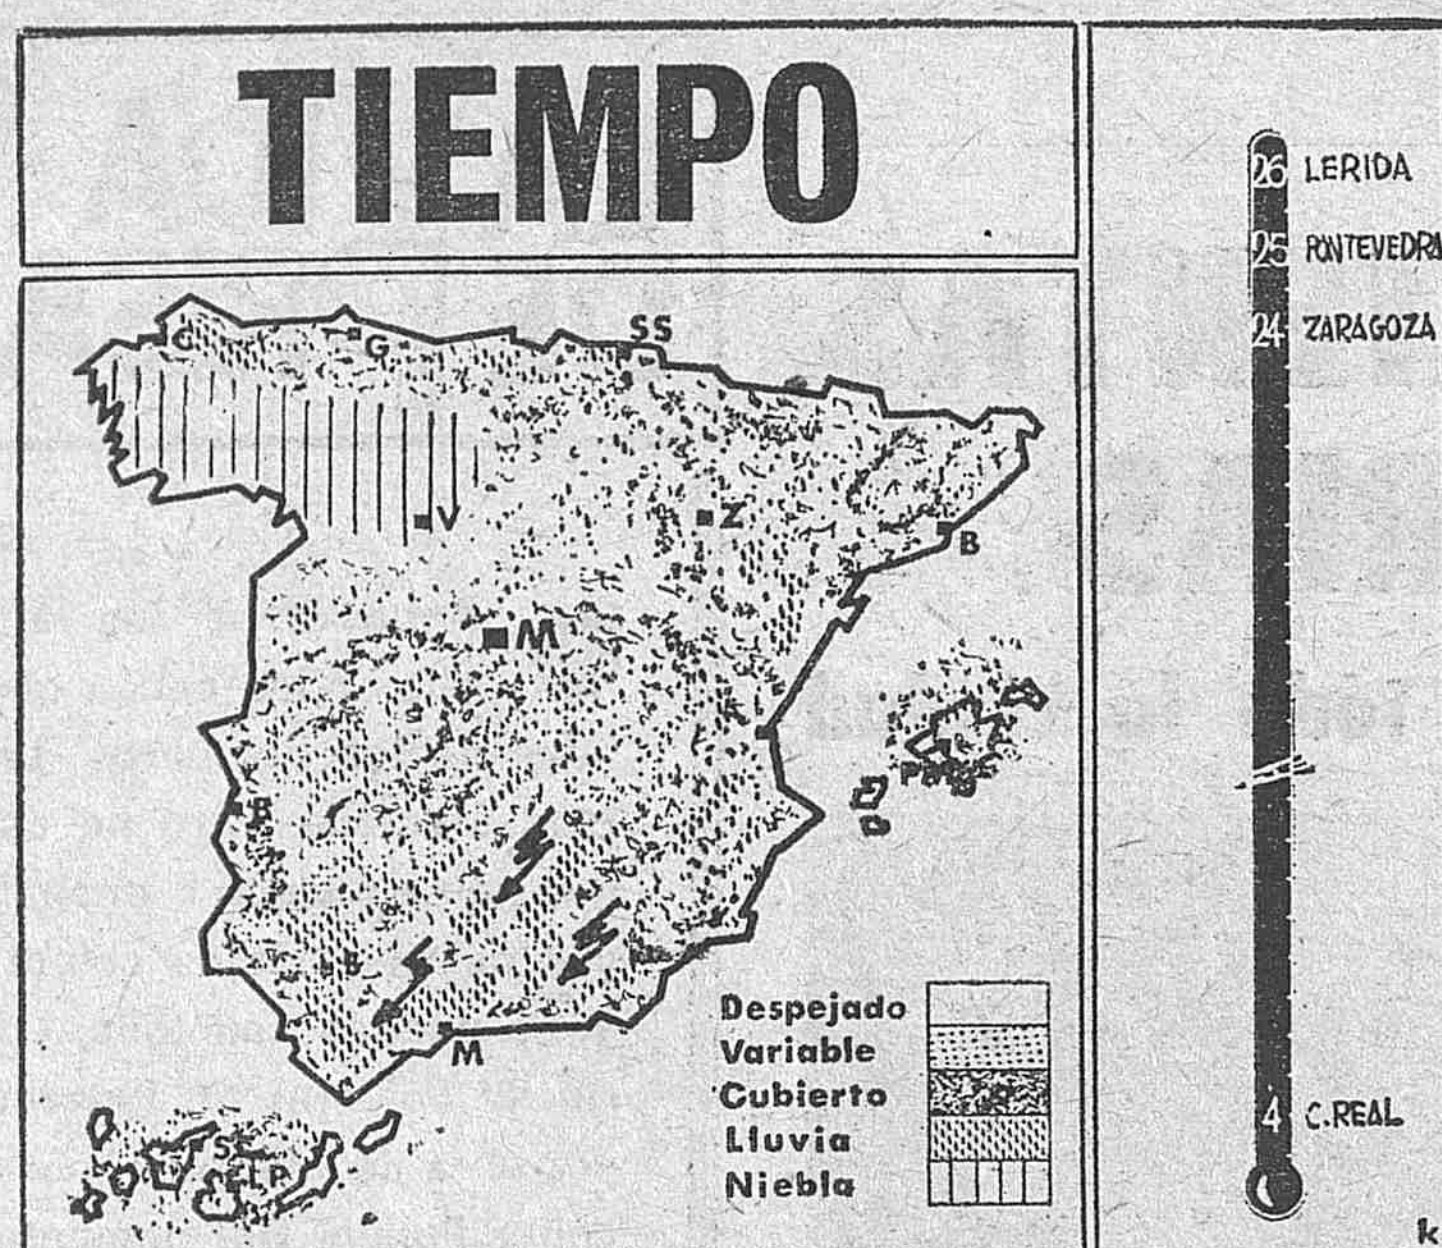 TIEMPO
C
G
SS
V
Z
B
M
B
S
M
S.C.
L.P.
Despejado
Variable
Cubierto
Lluvia
Niebla
26 LERIDA
25 PONTEVEDRA
24 ZARAGOZA
4 C.REAL
k